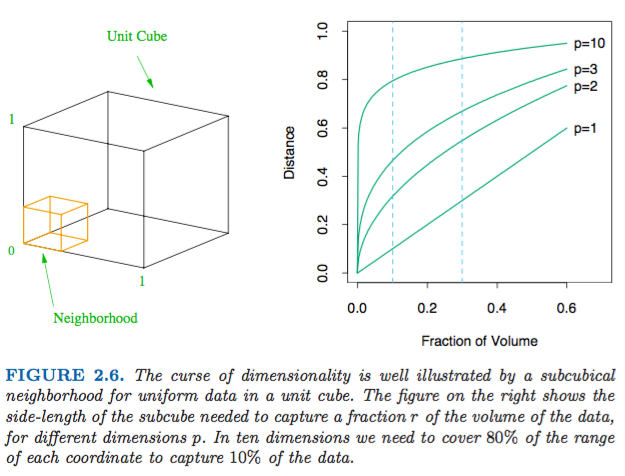 Unit Cube
1
0
1
Neighborhood
Distance
1.0
0.8
0.6
0.4
0.2
0.0
p=10
p=3
p=2
p=1
0.0 0.2 0.4 0.6
Fraction of Volume
FIGURE 2.6. The curse of dimensionality is well illustrated by a subcubical
neighborhood for uniform data in a unit cube. The figure on the right shows the
side-length of the subcube needed to capture a fraction r of the volume of the data,
for different dimensions p. In ten dimensions we need to cover 80% of the range
of each coordinate to capture 10% of the data.